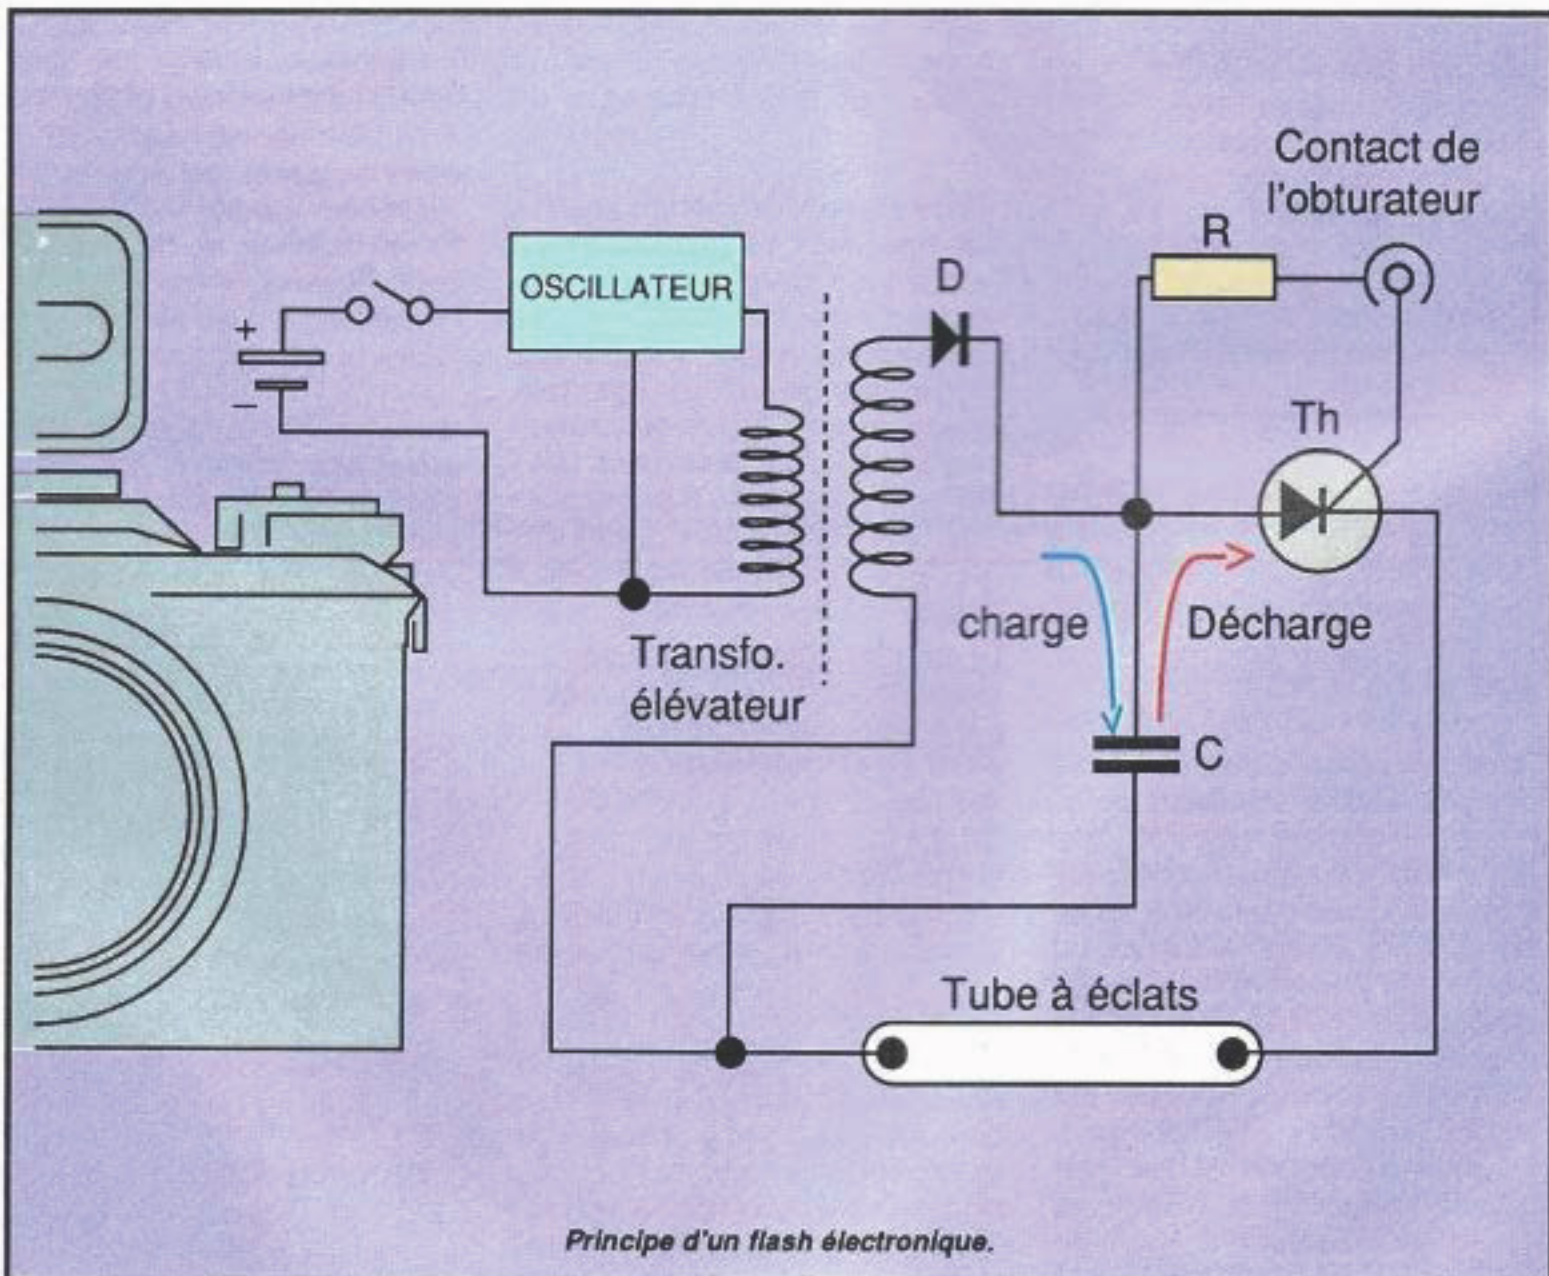 Contact de
l'obturateur
R
D
OSCILLATEUR
+
−
Th
charge
Décharge
Transfo.
élévateur
C
Tube à éclats
Principe d'un flash électronique.